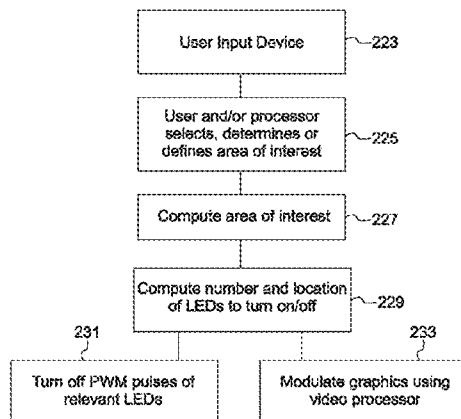 User Input Device
223
User and/or processor
selects, determines or
defines area of interest
225
Compute area of interest
227
Compute number and location
of LEDs to turn on/off
229
231
233
Turn off PWM pulses of
relevant LEDs
Modulate graphics using
video processor